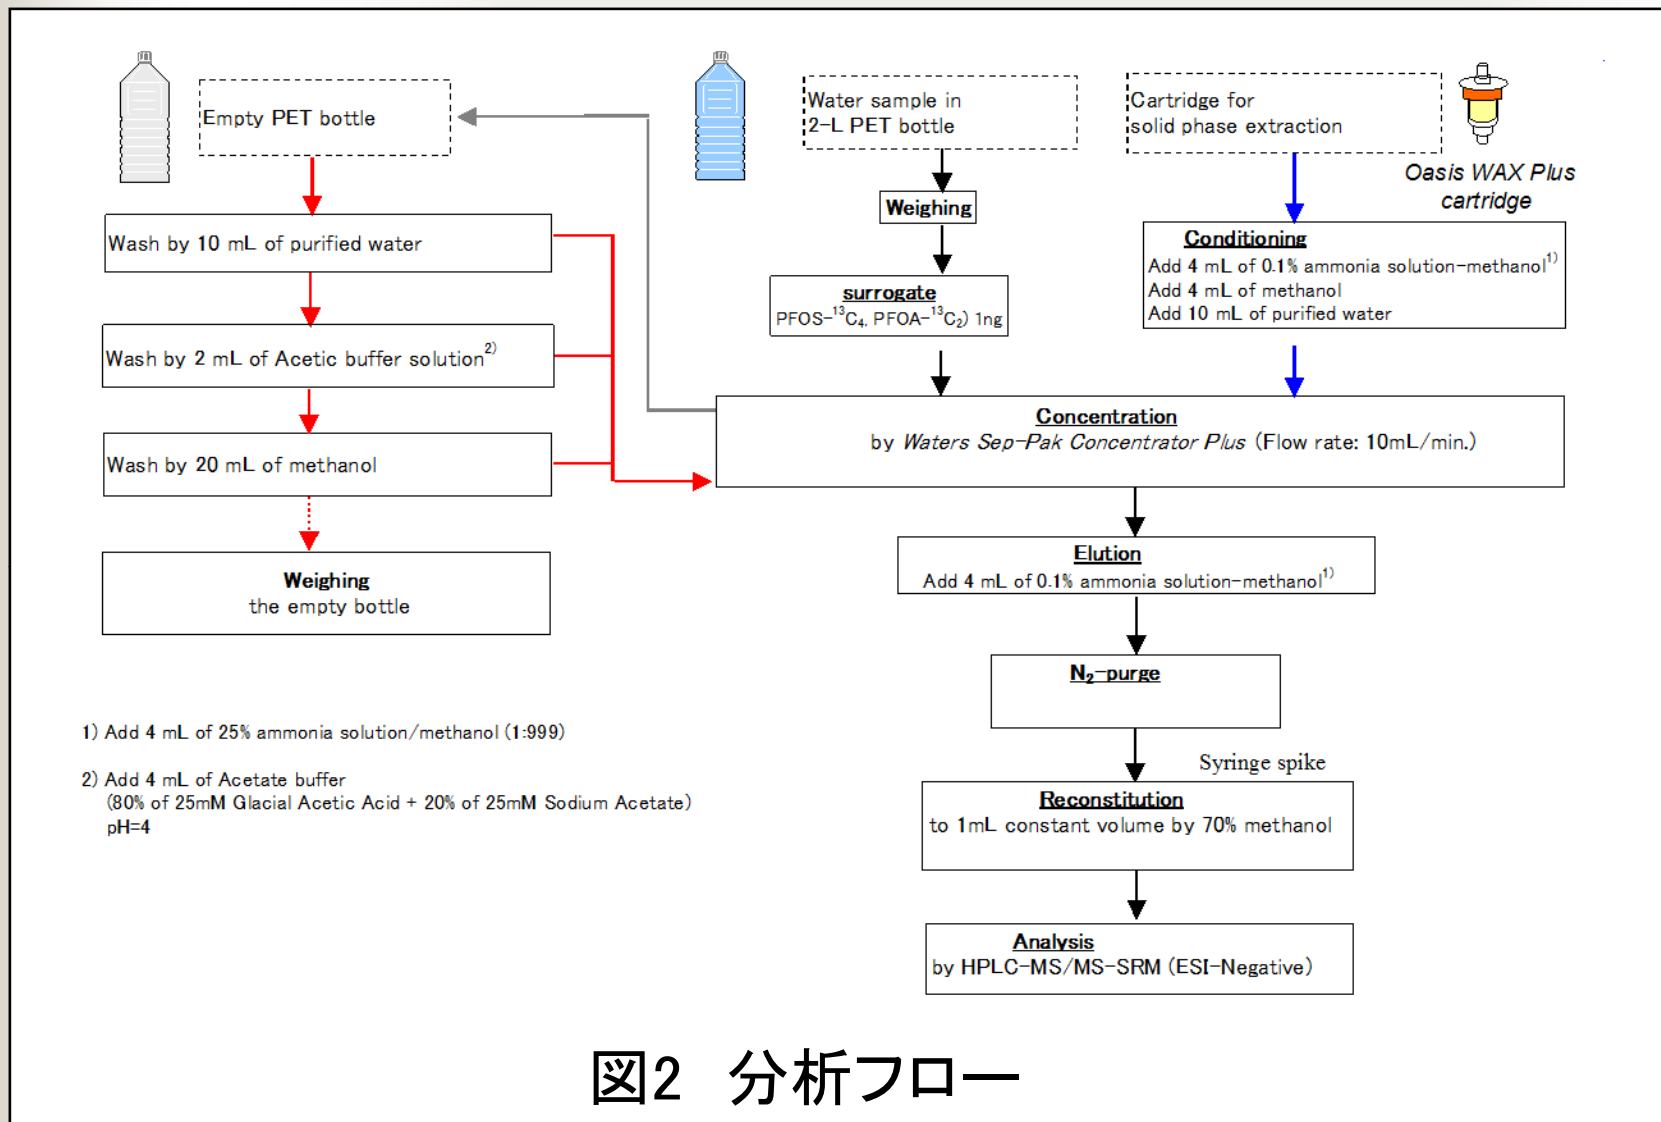 Empty PET bottle
Wash by 10 mL of purified water
Wash by 2 mL of Acetic buffer solution2)
Wash by 20 mL of methanol
Weighing
the empty bottle
Water sample in
2-L PET bottle
Weighing
surrogate
PFOS-¹³C₄, PFOA-¹³C₂) 1ng
Cartridge for
solid phase extraction
Oasis WAX Plus
cartridge
Conditioning
Add 4 mL of 0.1% ammonia solution-methanol1)
Add 4 mL of methanol
Add 10 mL of purified water
Concentration
by Waters Sep-Pak Concentrator Plus (Flow rate: 10mL/min.)
Elution
Add 4 mL of 0.1% ammonia solution-methanol1)
N₂-purge
Syringe spike
Reconstitution
to 1mL constant volume by 70% methanol
Analysis
by HPLC-MS/MS-SRM (ESI-Negative)
1) Add 4 mL of 25% ammonia solution/methanol (1:999)
2) Add 4 mL of Acetate buffer
(80% of 25mM Glacial Acetic Acid + 20% of 25mM Sodium Acetate)
pH=4
図2 分析フロー